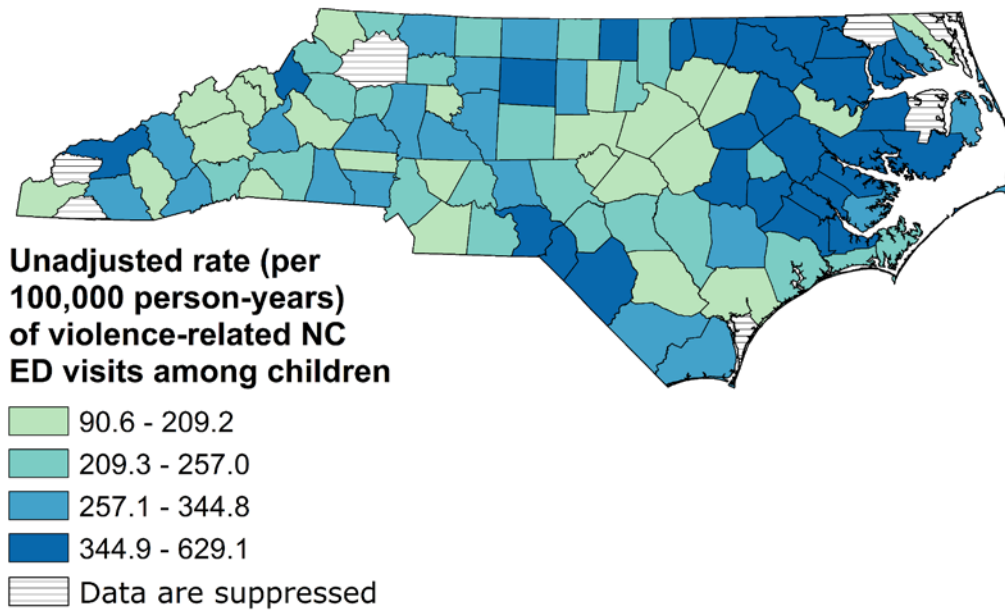 Unadjusted rate (per
100,000 person-years)
of violence-related NC
ED visits among children
90.6 - 209.2
209.3 - 257.0
257.1 - 344.8
344.9 - 629.1
Data are suppressed